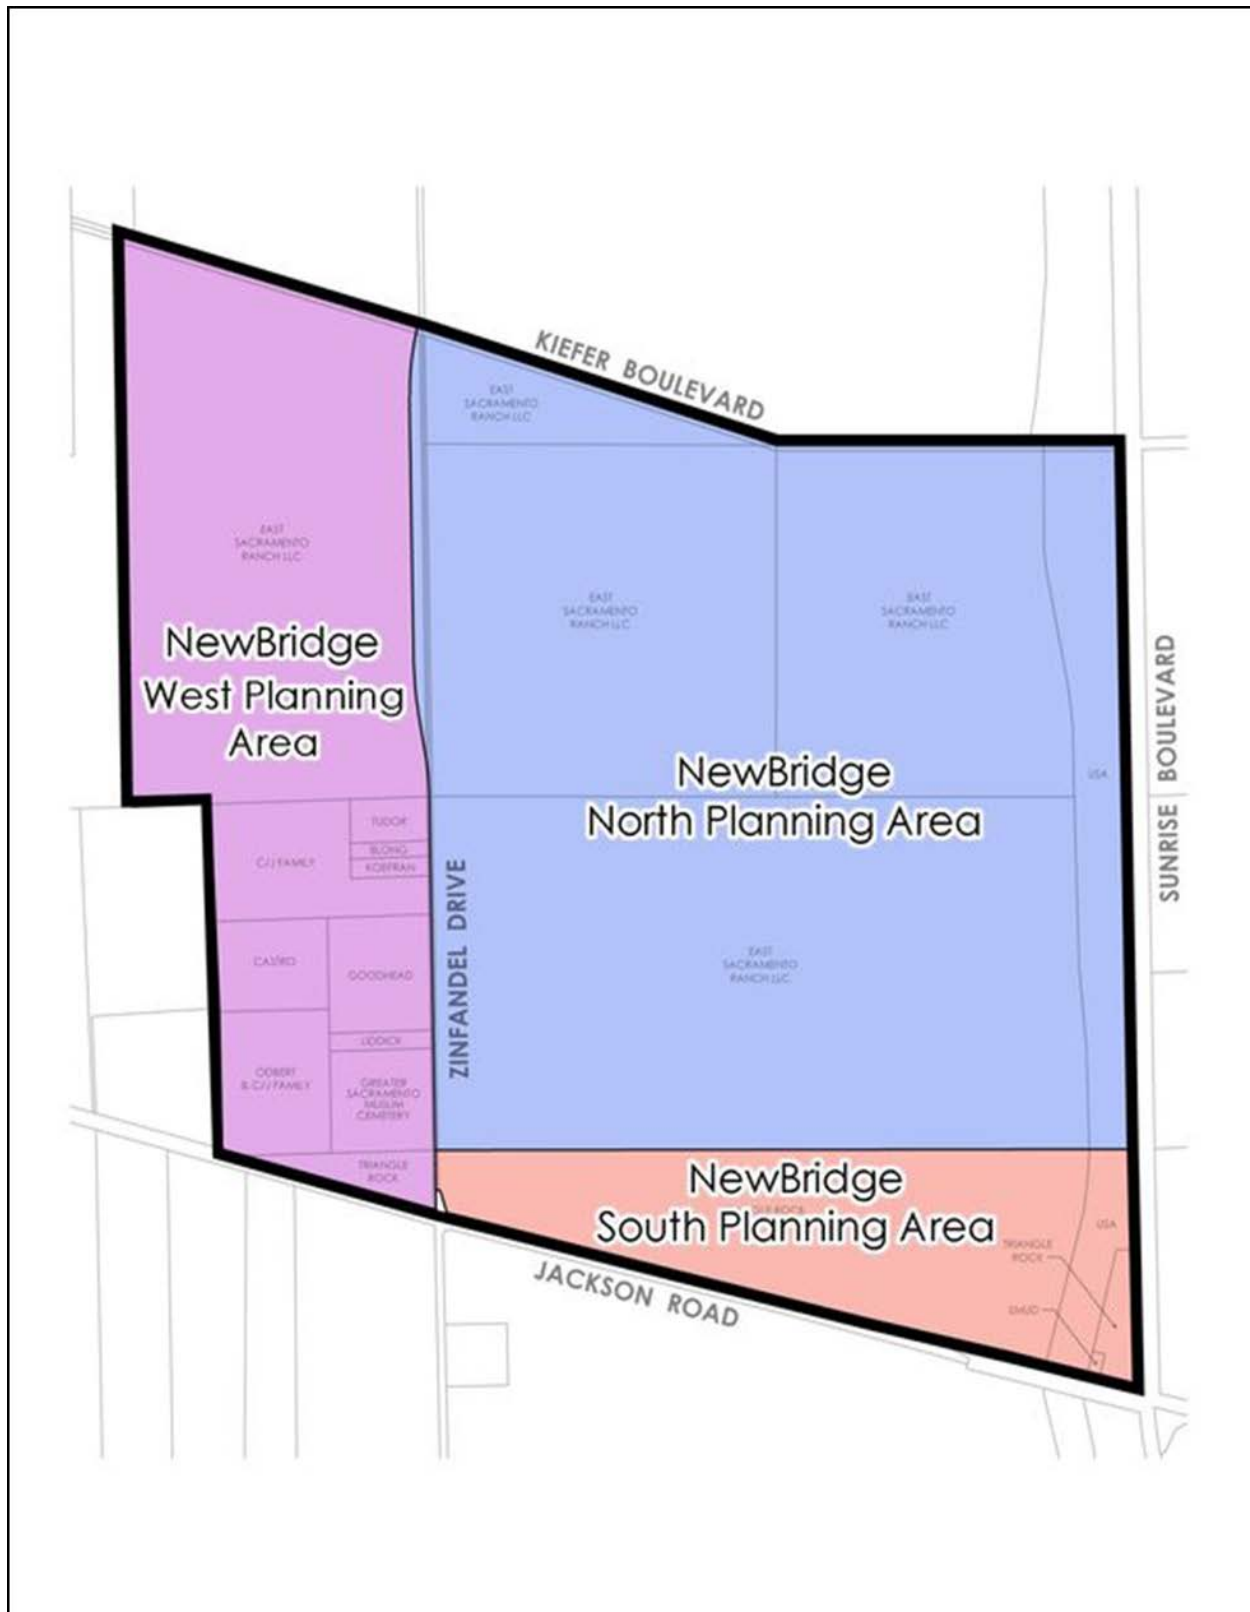 KIEFER BOULEVARD
EAST
SACRAMENTO
RANCH LLC
EAST
SACRAMENTO
RANCH LLC
EAST
SACRAMENTO
RANCH LLC
EAST
SACRAMENTO
RANCH LLC
NewBridge
West Planning
Area
NewBridge
North Planning Area
USA
SUNRISE BOULEVARD
TUDOR
BLONG
C/J FAMILY
ZINFANDEL DRIVE
CASTRO
GOODHEAD
EAST
SACRAMENTO
RANCH LLC
& C/J FAMILY
GREATER
SACRAMENTO
MUSLIM
CEMETERY
TRIANGLE
ROCK
NewBridge
South Planning Area
USA
TRIANGLE
ROCK
SMUD
JACKSON ROAD